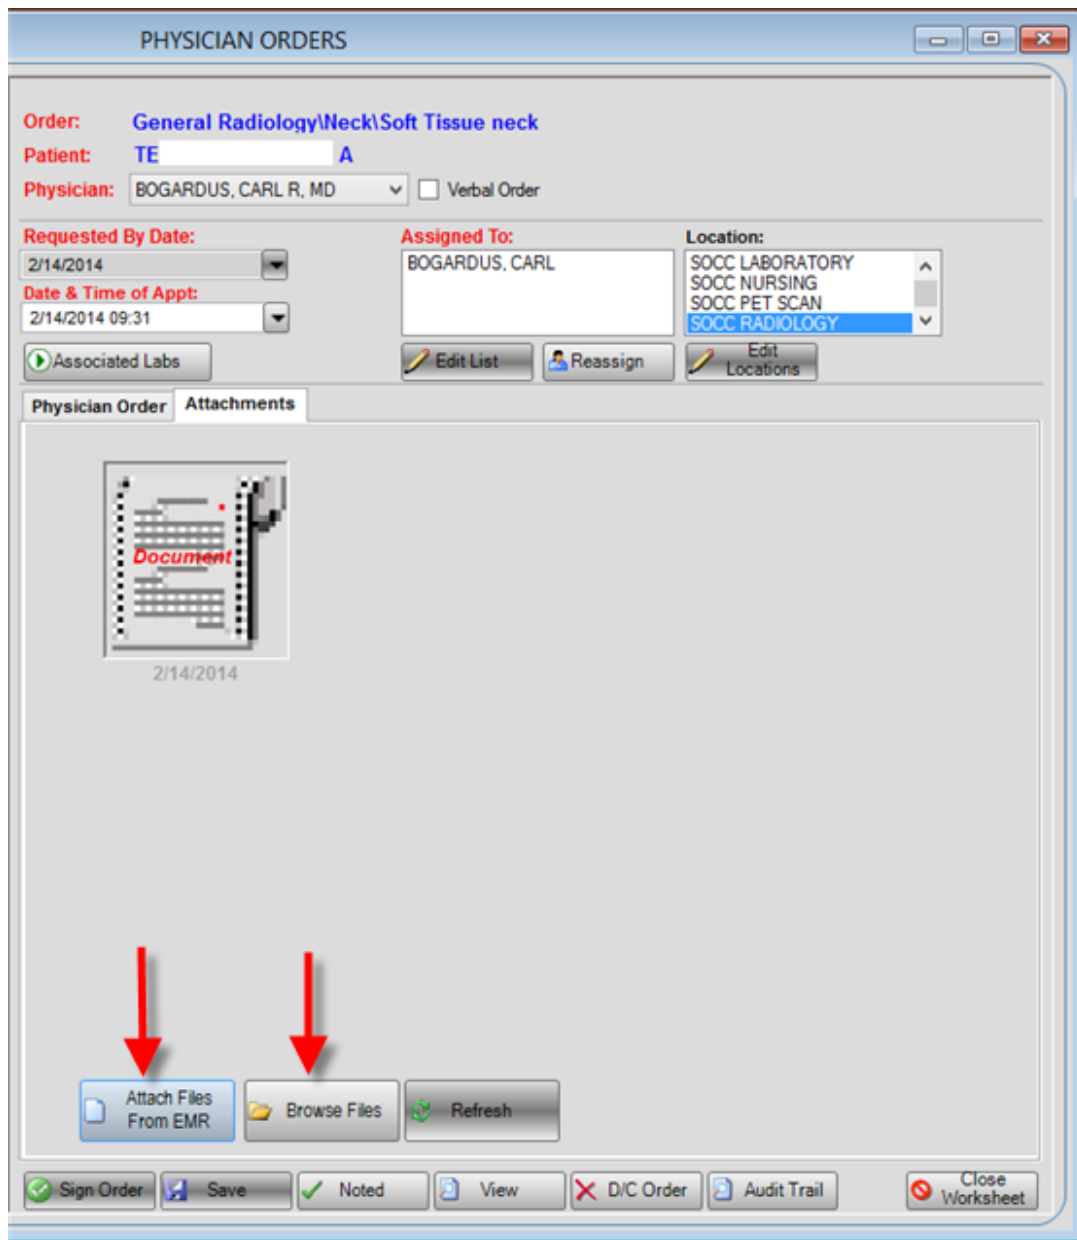 PHYSICIAN ORDERS
Order: General Radiology\Neck\Soft Tissue neck
Patient: TE A
Physician: BOGARDUS, CARL R, MD Verbal Order
Requested By Date: Assigned To: Location:
2/14/2014 BOGARDUS, CARL SOCC LABORATORY
SOCC NURSING
Date & Time of Appt: SOCC PET SCAN
2/14/2014 09:31 SOCC RADIOLOGY
Associated Labs Edit List Reassign Edit Locations
Physician Order Attachments
Document
2/14/2014
Attach Files From EMR Browse Files Refresh
Sign Order Save Noted View D/C Order Audit Trail Close Worksheet